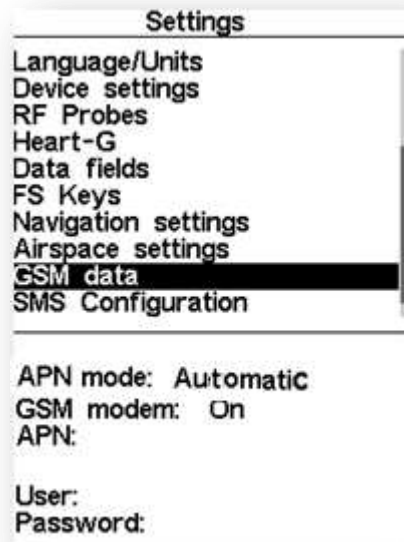 Settings
Language/Units
Device settings
RF Probes
Heart-G
Data fields
FS Keys
Navigation settings
Airspace settings
GSM data
SMS Configuration
APN mode: Automatic
GSM modem: On
APN:
User:
Password: